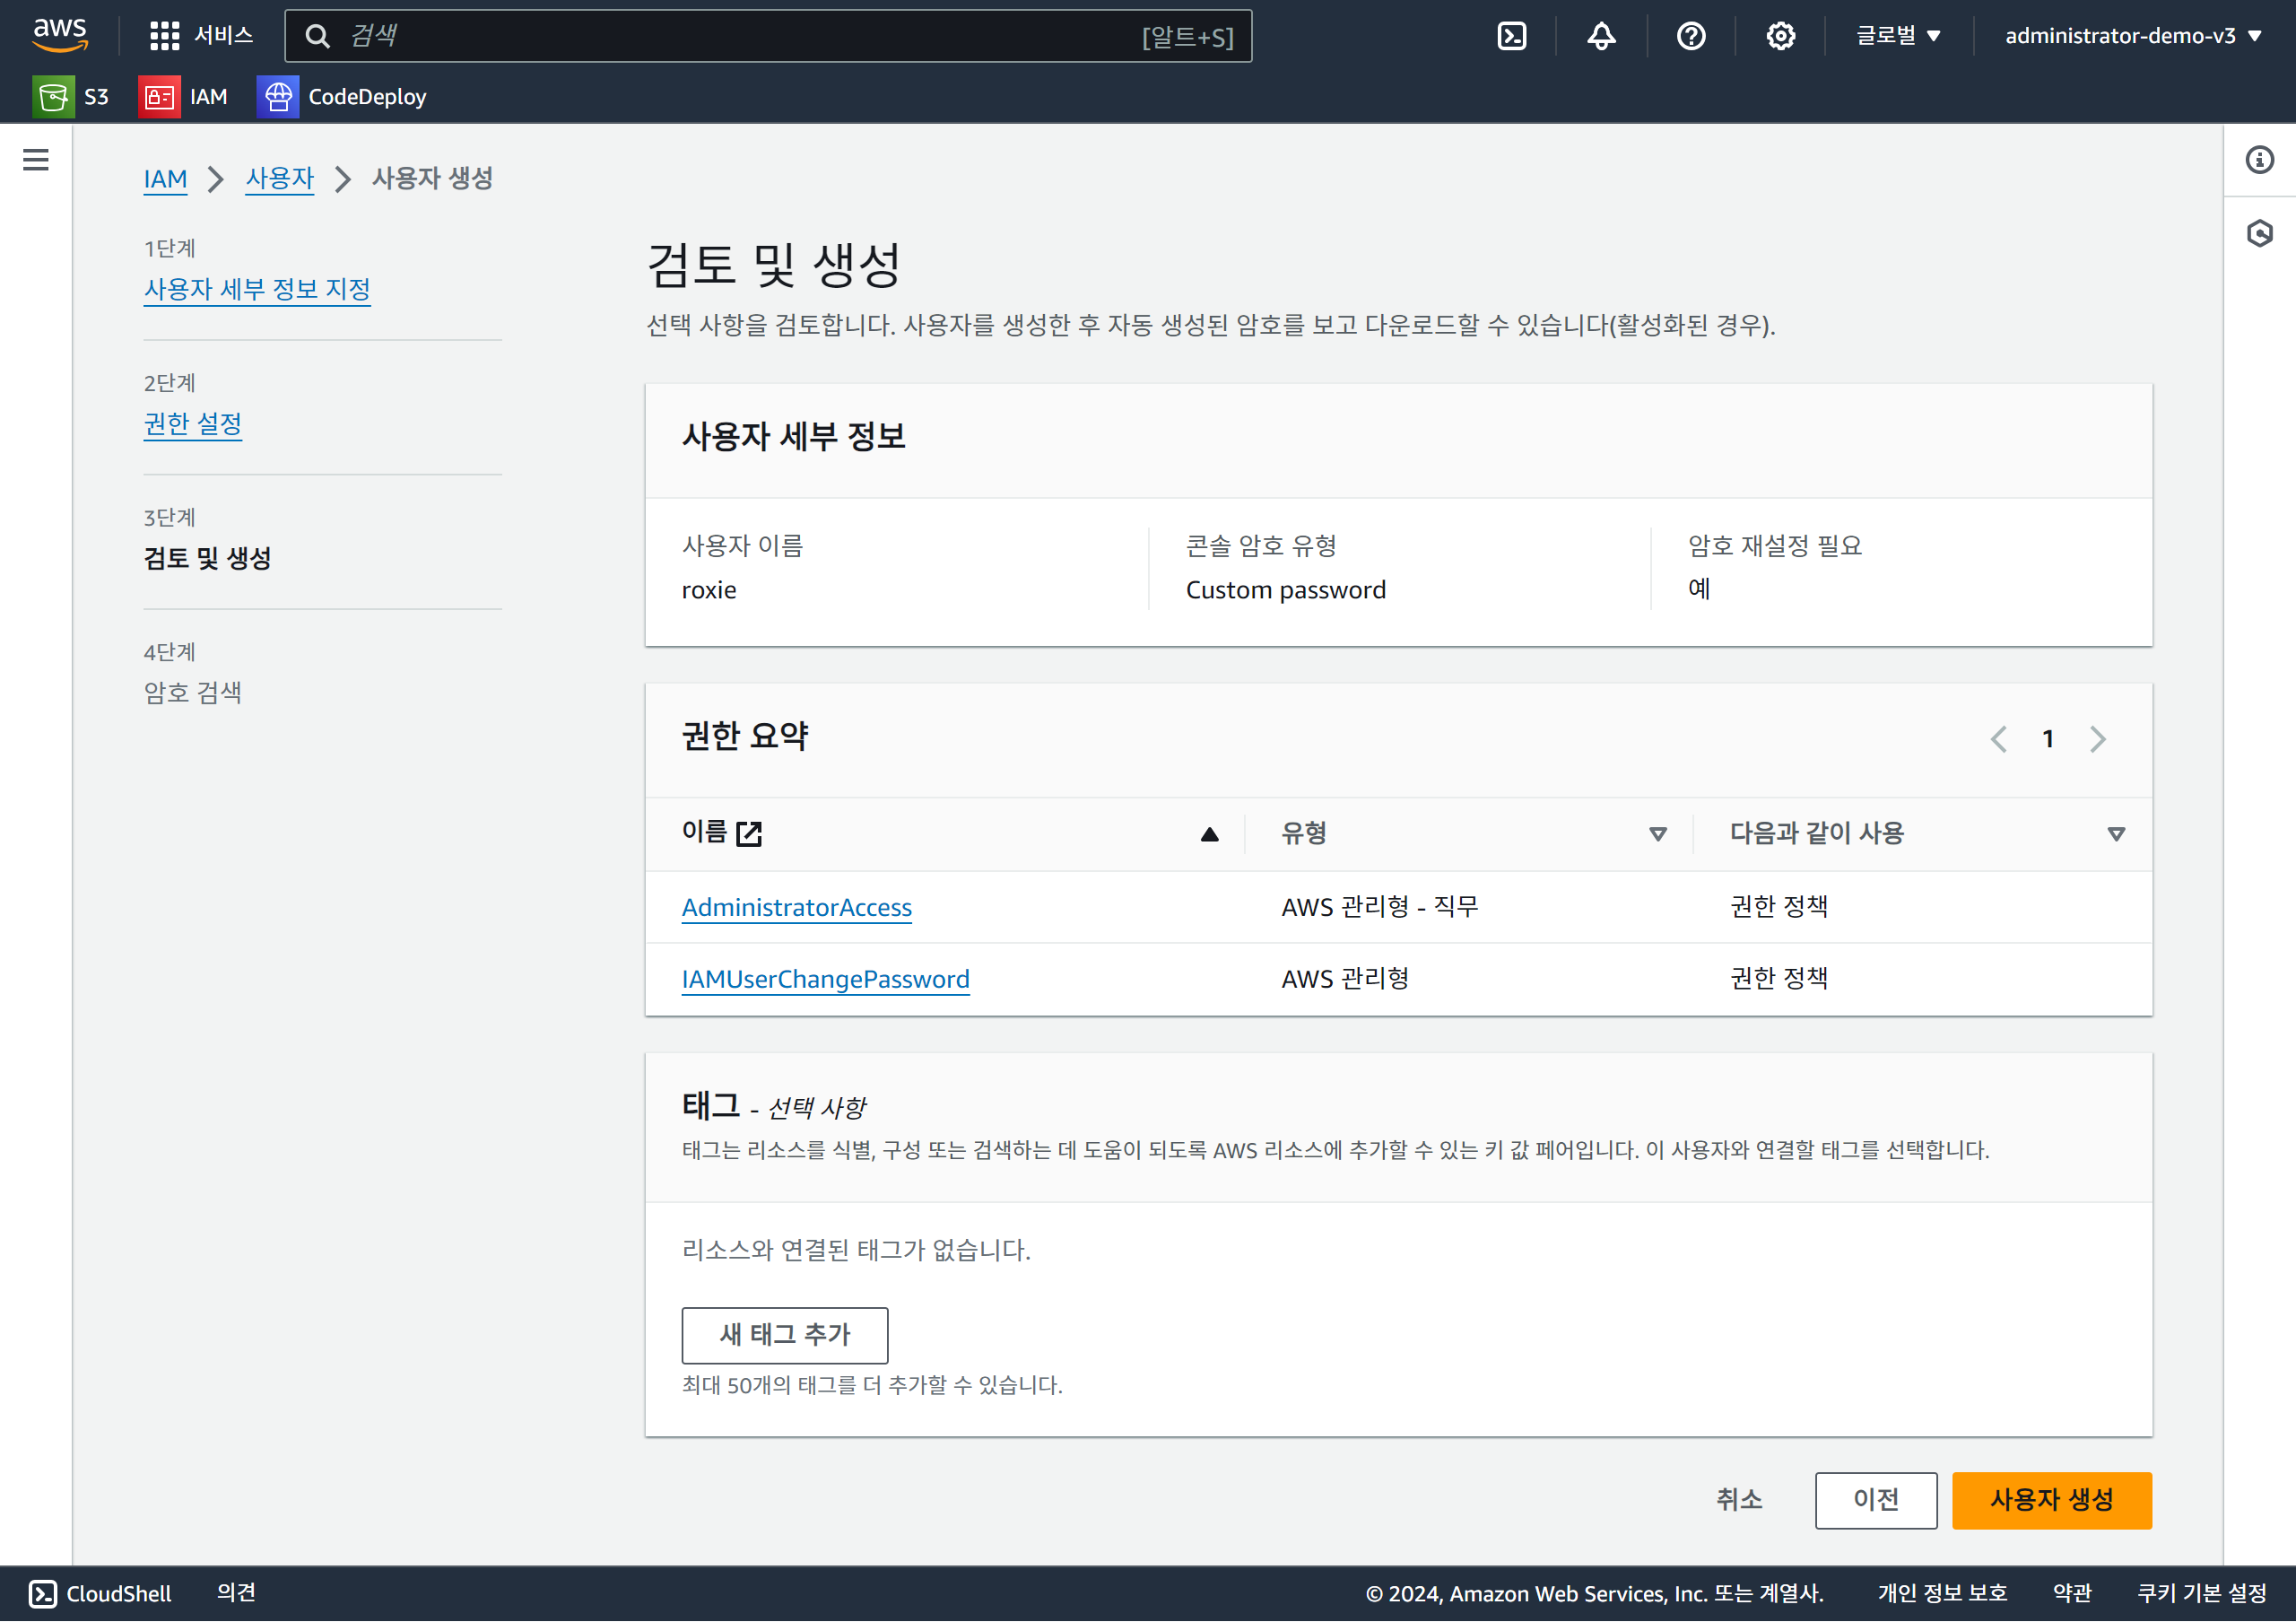 aws
서비스
검색
[알트+S]
글로벌
administrator-demo-v3
S3
IAM
CodeDeploy
IAM
사용자
사용자 생성
1단계
사용자 세부 정보 지정
2단계
권한 설정
3단계
검토 및 생성
4단계
암호 검색
검토 및 생성
선택 사항을 검토합니다. 사용자를 생성한 후 자동 생성된 암호를 보고 다운로드할 수 있습니다(활성화된 경우).
사용자 세부 정보
사용자 이름
roxie
콘솔 암호 유형
Custom password
암호 재설정 필요
예
권한 요약
1
이름
유형
다음과 같이 사용
AdministratorAccess
AWS 관리형 - 직무
권한 정책
IAMUserChangePassword
AWS 관리형
권한 정책
태그 - 선택 사항
태그는 리소스를 식별, 구성 또는 검색하는 데 도움이 되도록 AWS 리소스에 추가할 수 있는 키 값 페어입니다. 이 사용자와 연결할 태그를 선택합니다.
리소스와 연결된 태그가 없습니다.
새 태그 추가
최대 50개의 태그를 더 추가할 수 있습니다.
취소
이전
사용자 생성
CloudShell
의견
© 2024, Amazon Web Services, Inc. 또는 계열사.
개인 정보 보호
약관
쿠키 기본 설정